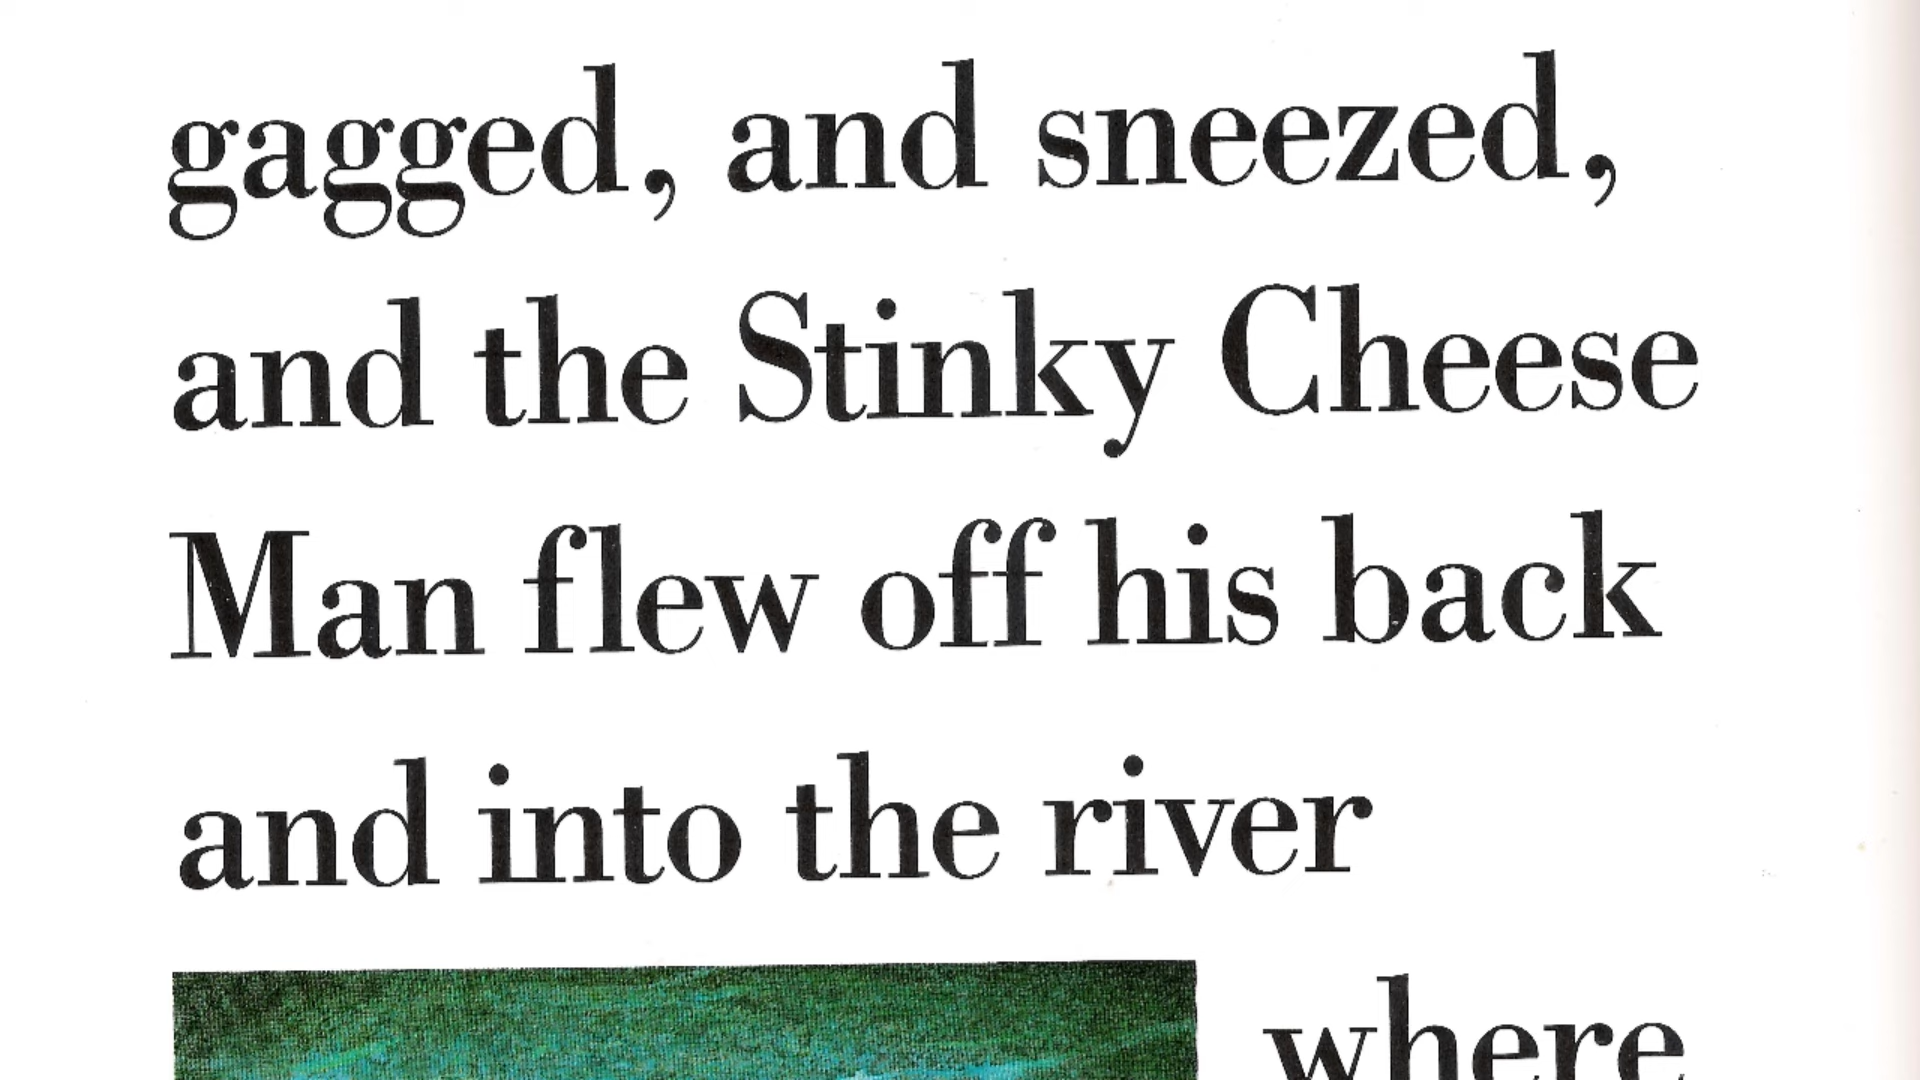 gagged, and sneezed,
and the Stinky Cheese
Man flew off his back
and into the river
where